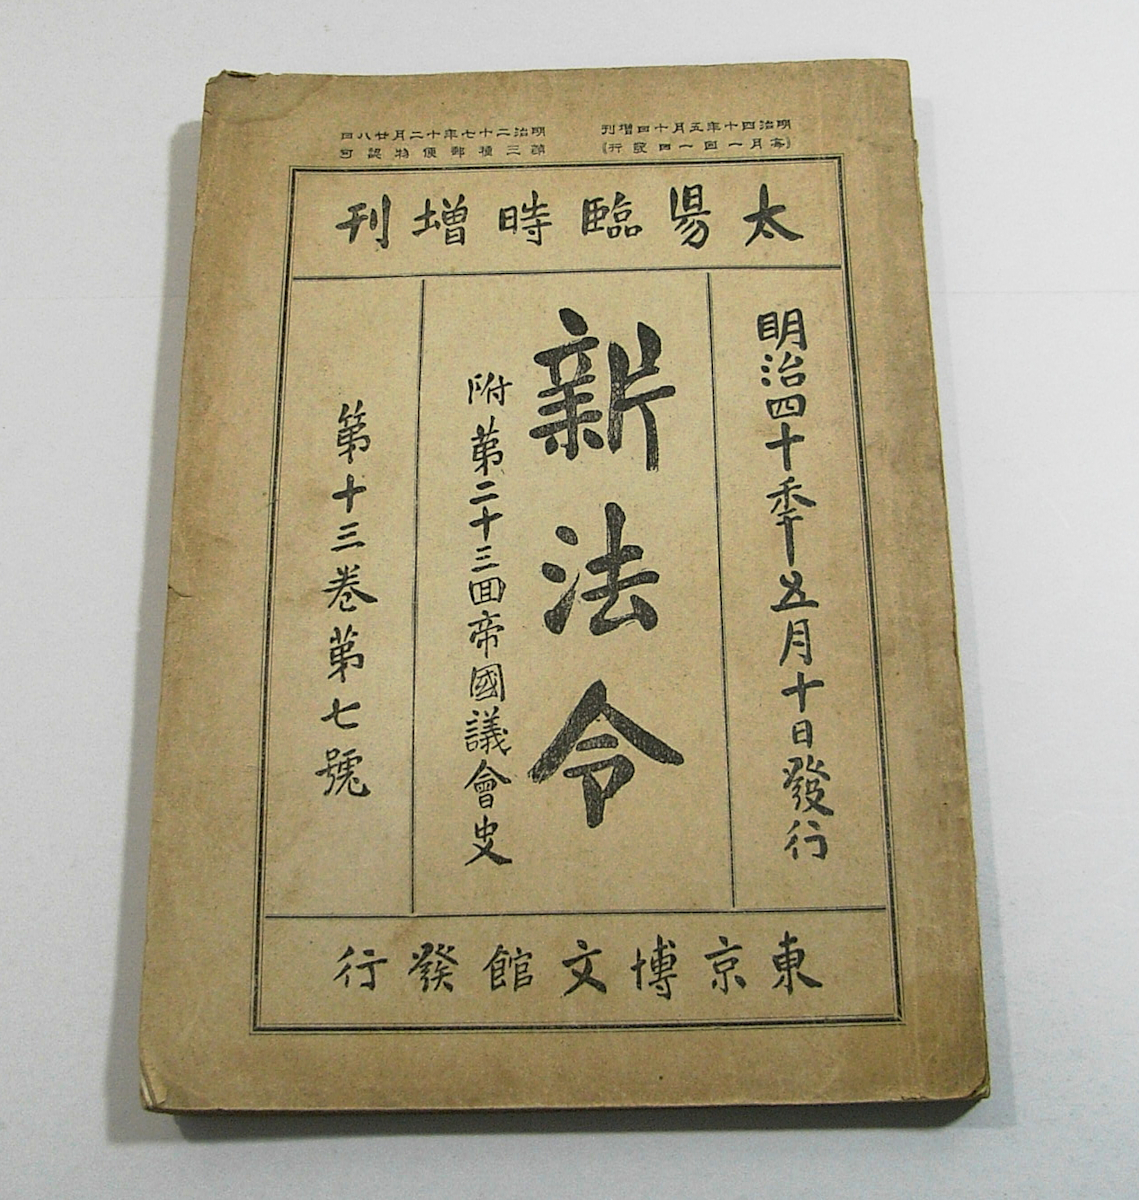 明治四十年五月十日增刊
(每月一回一日發行)
明治二十七年十二月廿八日
第三種郵便物認可
太陽臨時增刊
明治四十年五月十日發行
新法令
附第二十三回帝國議會史
第十三卷第七號
東京博文館發行